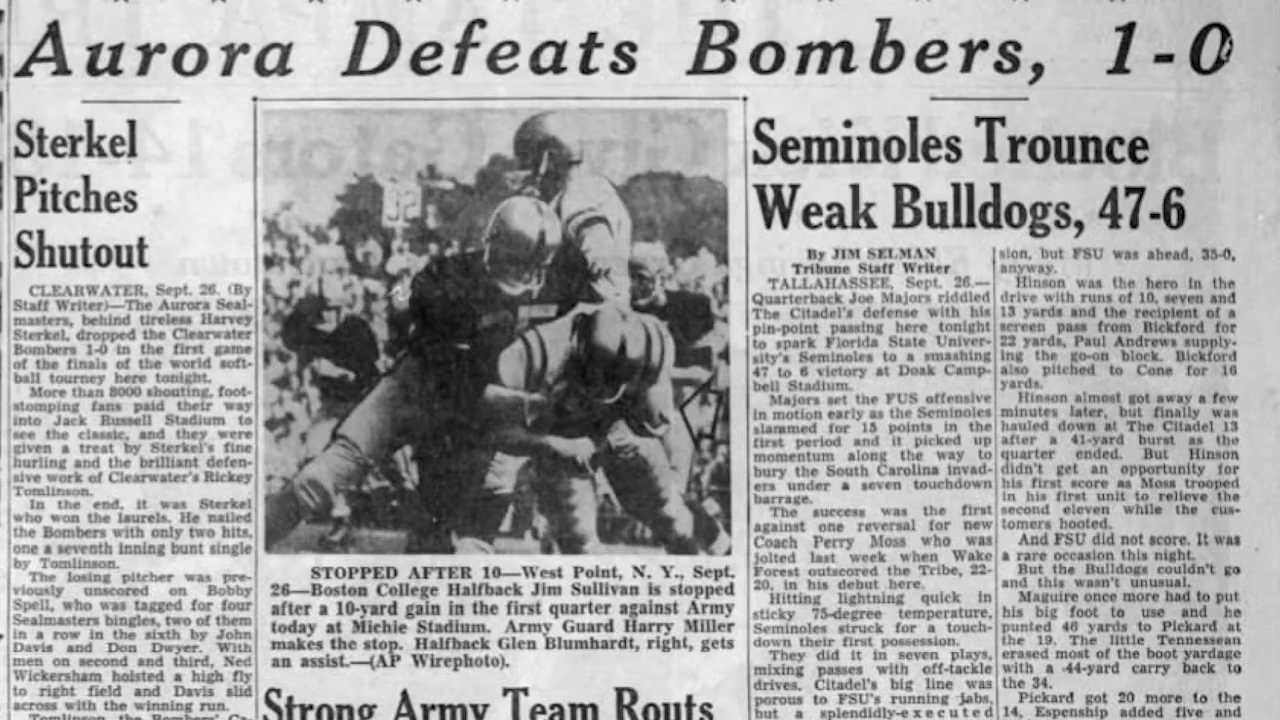 Aurora Defeats Bombers, 1-0
Sterkel
Pitches
Shutout
CLEARWATER, Sept. 26. (By
Staff Writer)—The Aurora Seal-
masters, behind tireless Harvey
Sterkel, dropped the Clearwater
Bombers 1-0 in the first game
of the finals of the world soft-
ball tourney here tonight.
More than 8000 shouting, foot-
stomping fans paid their way
into Jack Russell Stadium to
see the classic, and they were
given a treat by Sterkel's fine
hurling and the brilliant defen-
sive work of Clearwater's Rickey
Tomlinson.
In the end, it was Sterkel
who won the laurels. He nailed
the Bombers with only two hits,
one a seventh inning bunt single
by Tomlinson.
The losing pitcher was pre-
viously unscored on Bobby
Spell, who was tagged for four
Sealmasters bingles, two of them
in a row in the sixth by John
Davis and Don Dwyer. With
men on second and third, Ned
Wickersham hoisted a high fly
to right field and Davis slid
across with the winning run.
Tomlinson, the Bombers' Ca-
STOPPED AFTER 10—West Point, N. Y., Sept.
26—Boston College Halfback Jim Sullivan is stopped
after a 10-yard gain in the first quarter against Army
today at Michie Stadium. Army Guard Harry Miller
makes the stop. Halfback Glen Blumhardt, right, gets
an assist.—(AP Wirephoto).
Strong Army Team Routs
Seminoles Trounce
Weak Bulldogs, 47-6
By JIM SELMAN
Tribune Staff Writer
TALLAHASSEE, Sept. 26.—
Quarterback Joe Majors riddled
The Citadel's defense with his
pin-point passing here tonight
to spark Florida State Univer-
sity's Seminoles to a smashing
47 to 6 victory at Doak Camp-
bell Stadium.
Majors set the FUS offensive
in motion early as the Seminoles
slammed for 15 points in the
first period and it picked up
momentum along the way to
bury the South Carolina invad-
ers under a seven touchdown
barrage.
The success was the first
against one reversal for new
Coach Perry Moss who was
jolted last week when Wake
Forest outscored the Tribe, 22-
20, in his debut here.
Hitting lightning quick in
sticky 75-degree temperature,
Seminoles struck for a touch-
down their first possession.
They did it in seven plays,
mixing passes with off-tackle
drives. Citadel's big line was
porous to FSU's running jabs,
but a splendidly-executed
sion, but FSU was ahead, 35-0,
anyway.
Hinson was the hero in the
drive with runs of 10, seven and
13 yards and the recipient of a
screen pass from Bickford for
22 yards, Paul Andrews supply-
ing the go-on block. Bickford
also pitched to Cone for 16
yards.
Hinson almost got away a few
minutes later, but finally was
hauled down at The Citadel 13
after a 41-yard burst as the
quarter ended. But Hinson
didn't get an opportunity for
his first score as Moss trooped
in his first unit to relieve the
second eleven while the cus-
tomers hooted.
And FSU did not score. It was
a rare occasion this night.
But the Bulldogs couldn't go
and this wasn't unusual.
Maguire once more had to put
his big foot to use and he
punted 46 yards to Pickard at
the 19. The little Tennessean
erased most of the boot yardage
with a 44-yard carry back to
the 34.
Pickard got 20 more to the
14, Espenship added five and